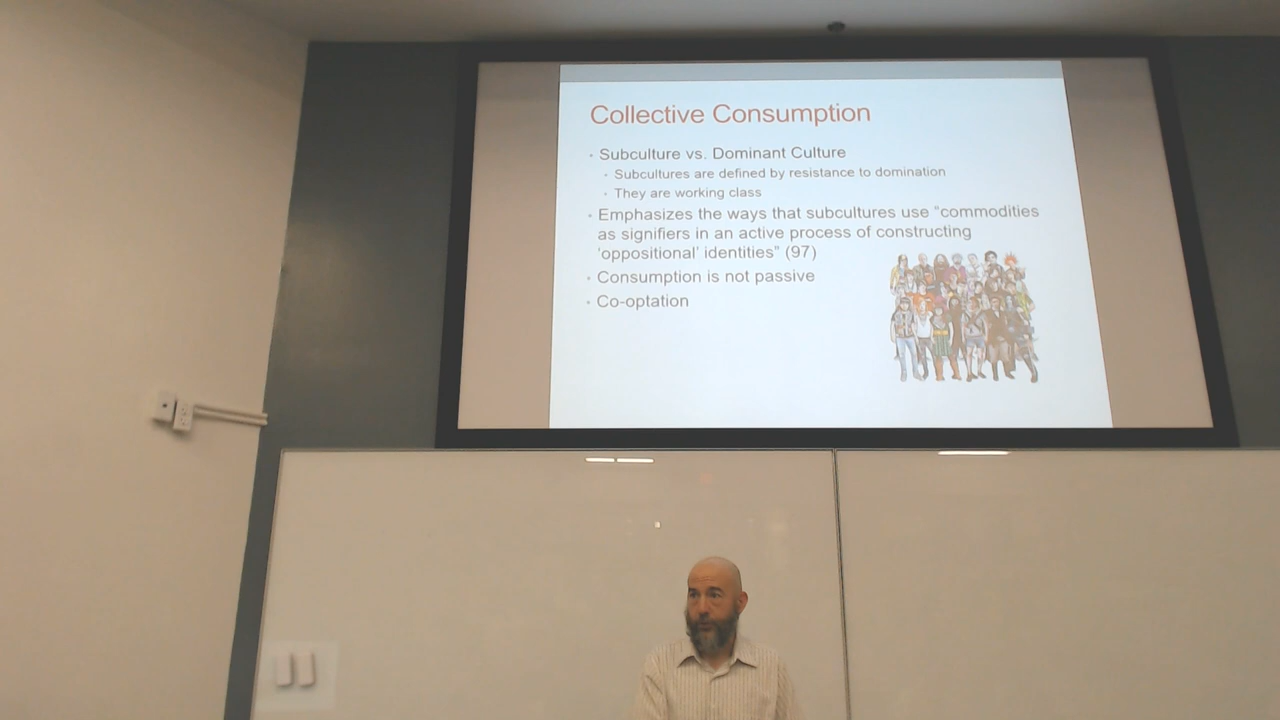 Collective Consumption
• Subculture vs. Dominant Culture
• Subcultures are defined by resistance to domination
• They are working class
• Emphasizes the ways that subcultures use “commodities
as signifiers in an active process of constructing
‘oppositional’ identities” (97)
• Consumption is not passive
• Co-optation